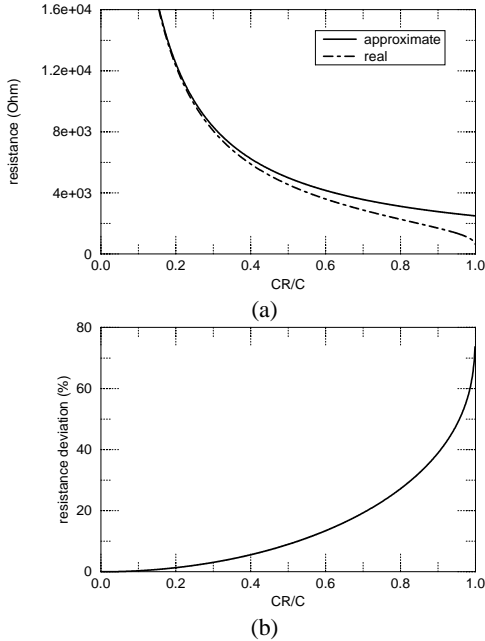 1.6e+04
approximate
real
1.2e+04
resistance (Ohm)
8e+03
4e+03
0
0.0 0.2 0.4 0.6 0.8 1.0
CR/C
(a)
80
60
resistance deviation (%)
40
20
0
0.0 0.2 0.4 0.6 0.8 1.0
CR/C
(b)